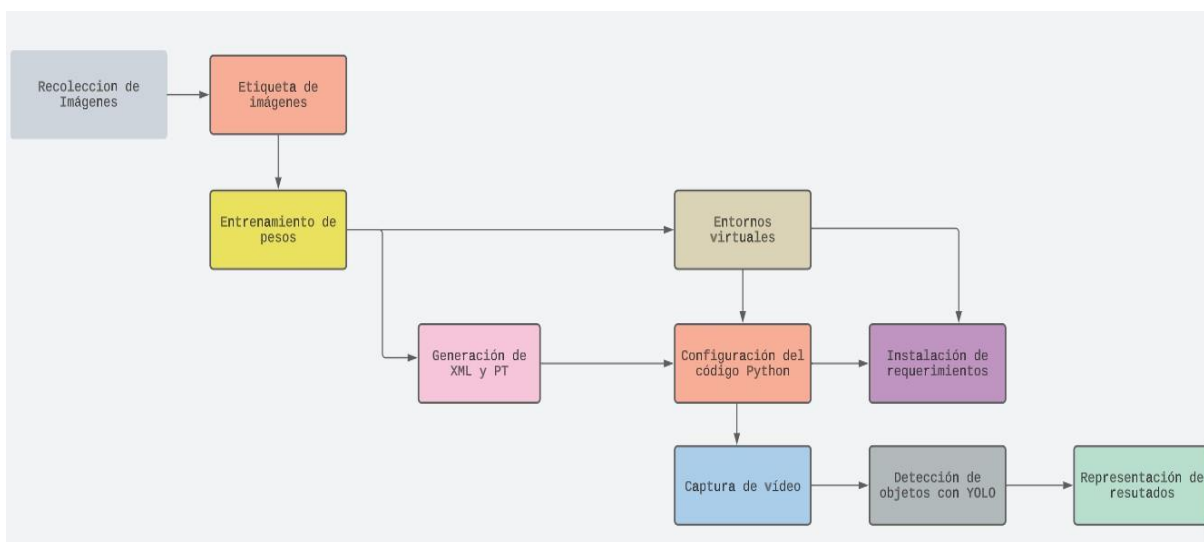 Recoleccion de
Imágenes
Etiqueta de
imágenes
Entrenamiento de
pesos
Entornos
virtuales
Generación de
XML y PT
Configuración del
código Python
Instalación de
requerimientos
Captura de vídeo
Detección de
objetos con YOLO
Representación de
resutados